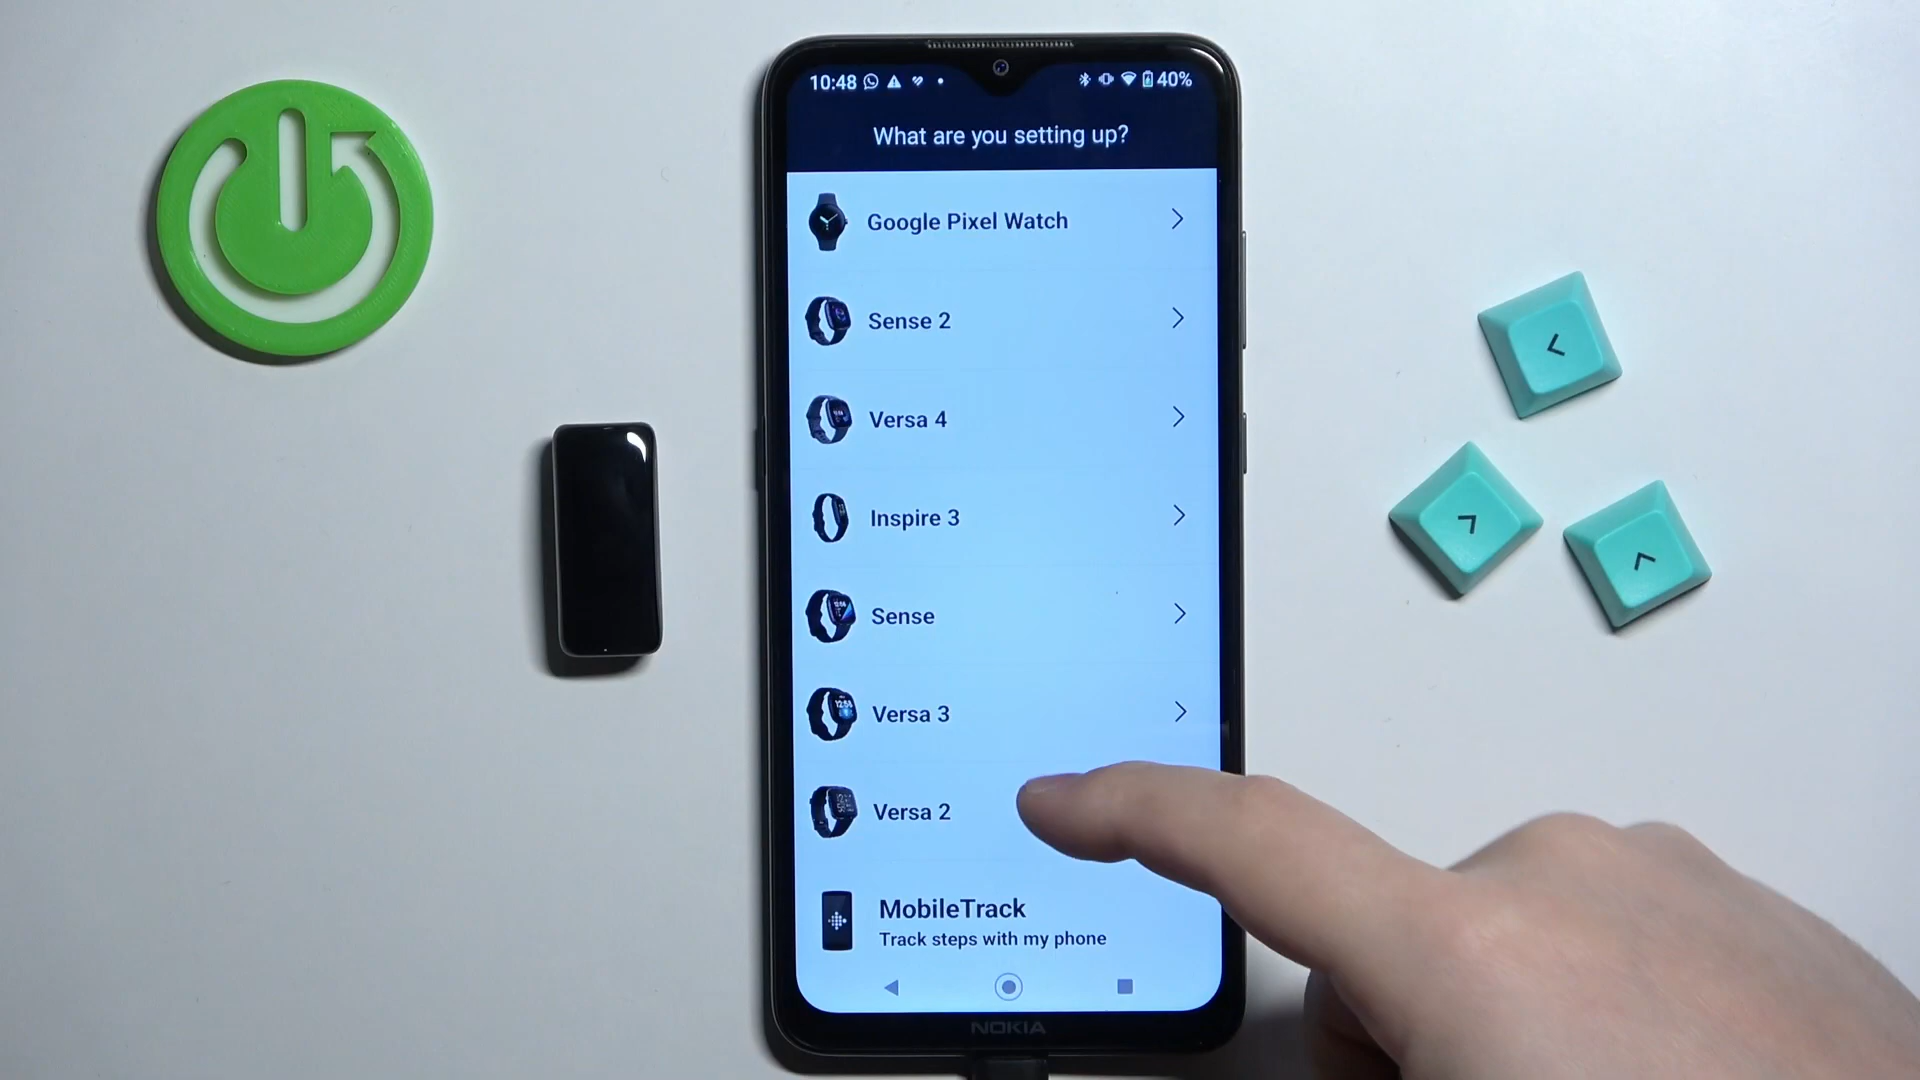 10:48
40%
What are you setting up?
Google Pixel Watch
Sense 2
Versa 4
Inspire 3
Sense
Versa 3
Versa 2
MobileTrack
Track steps with my phone
NOKIA